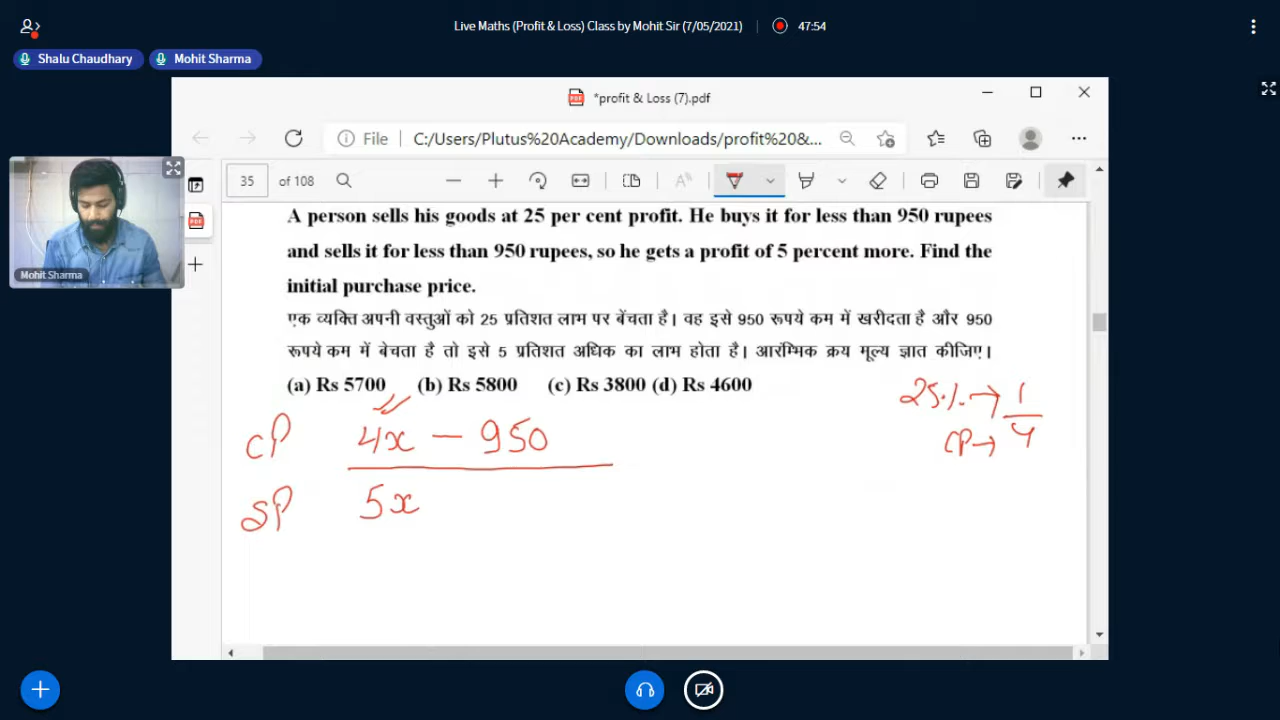 Live Maths (Profit & Loss) Class by Mohit Sir (7/05/2021)
47:54
Shalu Chaudhary
Mohit Sharma
*profit & Loss (7).pdf
File
C:/Users/Plutus%20Academy/Downloads/profit%20&...
35
of 108
A person sells his goods at 25 per cent profit. He buys it for less than 950 rupees
and sells it for less than 950 rupees, so he gets a profit of 5 percent more. Find the
initial purchase price.
एक व्यक्ति अपनी वस्तुओं को 25 प्रतिशत लाभ पर बेंचता है। वह इसे 950 रूपये कम में खरीदता है और 950
रूपये कम में बेचता है तो इसे 5 प्रतिशत अधिक का लाभ होता है। आरंम्भिक क्रय मूल्य ज्ञात कीजिए।
(a) Rs 5700 (b) Rs 5800 (c) Rs 3800 (d) Rs 4600
25% → 1
CP → 4
CP 4x - 950
SP 5x
Mohit Sharma